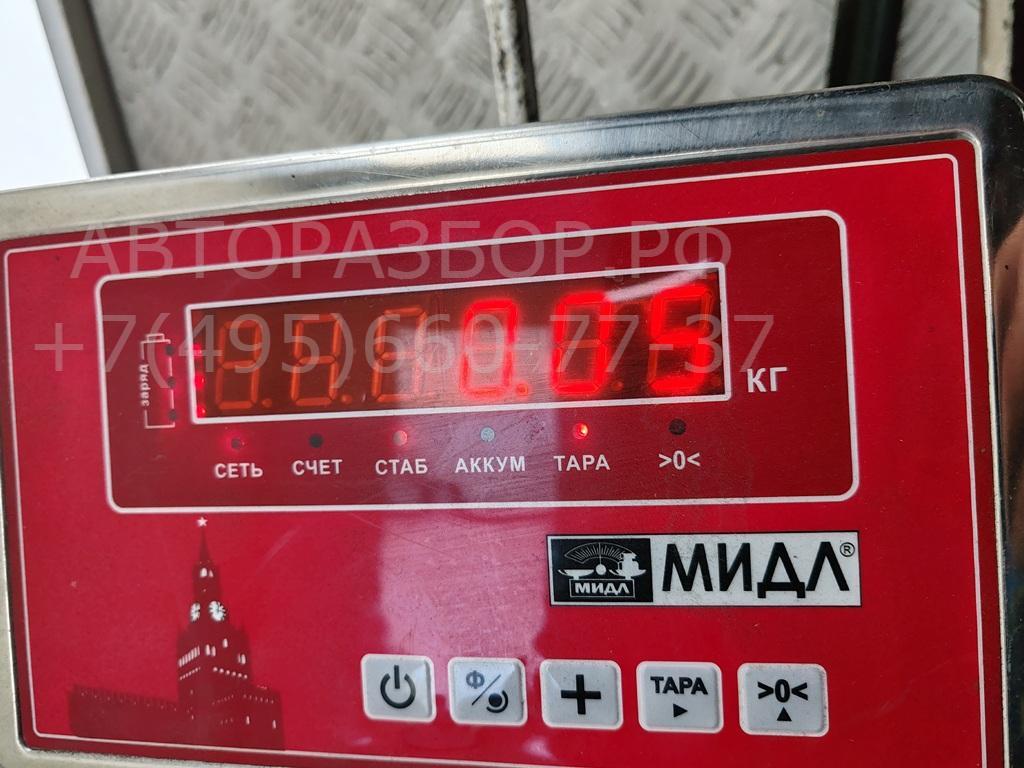 АВТОРАЗБОР.РФ
+7(495)660-77-37
заряд
0.05
КГ
СЕТЬ СЧЕТ СТАБ АККУМ ТАРА >0<
МИДЛ МИДЛ®
Ф ТАРА >0<